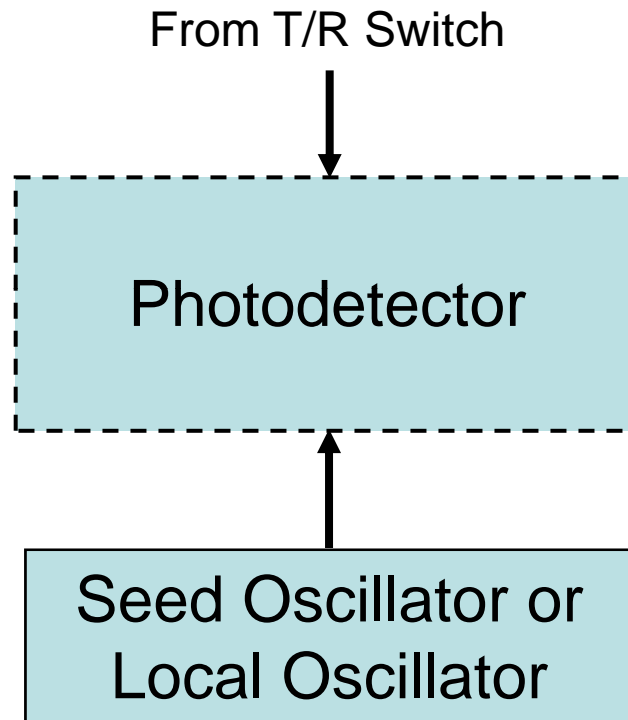 From T/R Switch
Photodetector
Seed Oscillator or
Local Oscillator